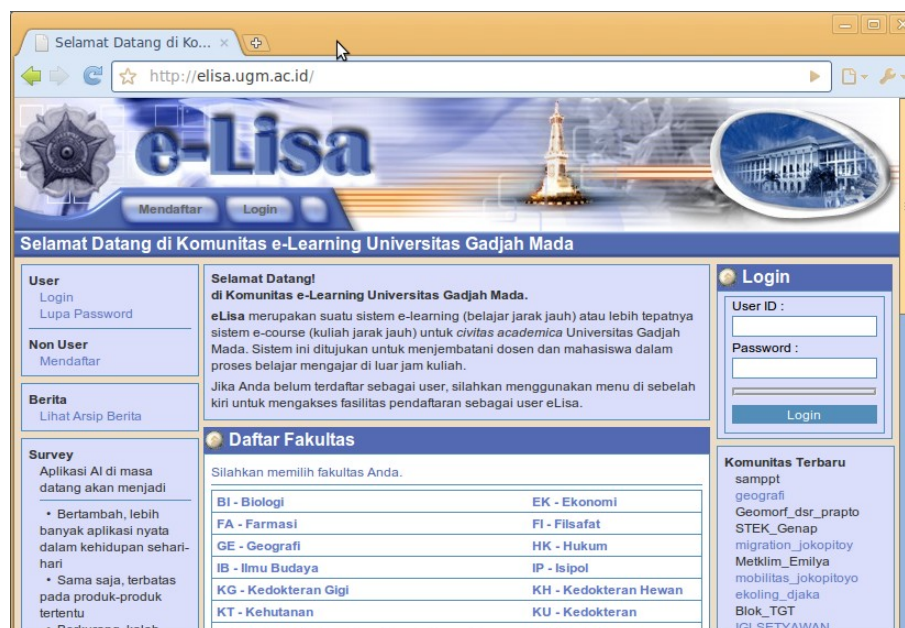 Selamat Datang di Ko...
http://elisa.ugm.ac.id/
e-Lisa
Mendaftar
Login
Selamat Datang di Komunitas e-Learning Universitas Gadjah Mada
User
Login
Lupa Password
Non User
Mendaftar
Berita
Lihat Arsip Berita
Survey
Aplikasi AI di masa
datang akan menjadi
• Bertambah, lebih
banyak aplikasi nyata
dalam kehidupan sehari-
hari
• Sama saja, terbatas
pada produk-produk
tertentu
Selamat Datang!
di Komunitas e-Learning Universitas Gadjah Mada.
eLisa merupakan suatu sistem e-learning (belajar jarak jauh) atau lebih tepatnya
sistem e-course (kuliah jarak jauh) untuk civitas academica Universitas Gadjah
Mada. Sistem ini ditujukan untuk menjembatani dosen dan mahasiswa dalam
proses belajar mengajar di luar jam kuliah.
Jika Anda belum terdaftar sebagai user, silahkan menggunakan menu di sebelah
kiri untuk mengakses fasilitas pendaftaran sebagai user eLisa.
Daftar Fakultas
Silahkan memilih fakultas Anda.
BI - Biologi
EK - Ekonomi
FA - Farmasi
FI - Filsafat
GE - Geografi
HK - Hukum
IB - Ilmu Budaya
IP - Isipol
KG - Kedokteran Gigi
KH - Kedokteran Hewan
KT - Kehutanan
KU - Kedokteran
Login
User ID :
Password :
Login
Komunitas Terbaru
samppt
geografi
Geomorf_dsr_prapto
STEK_Genap
migration_jokopitoy
Metklim_Emilya
mobilitas_jokopitoyo
ekoling_djaka
Blok_TGT